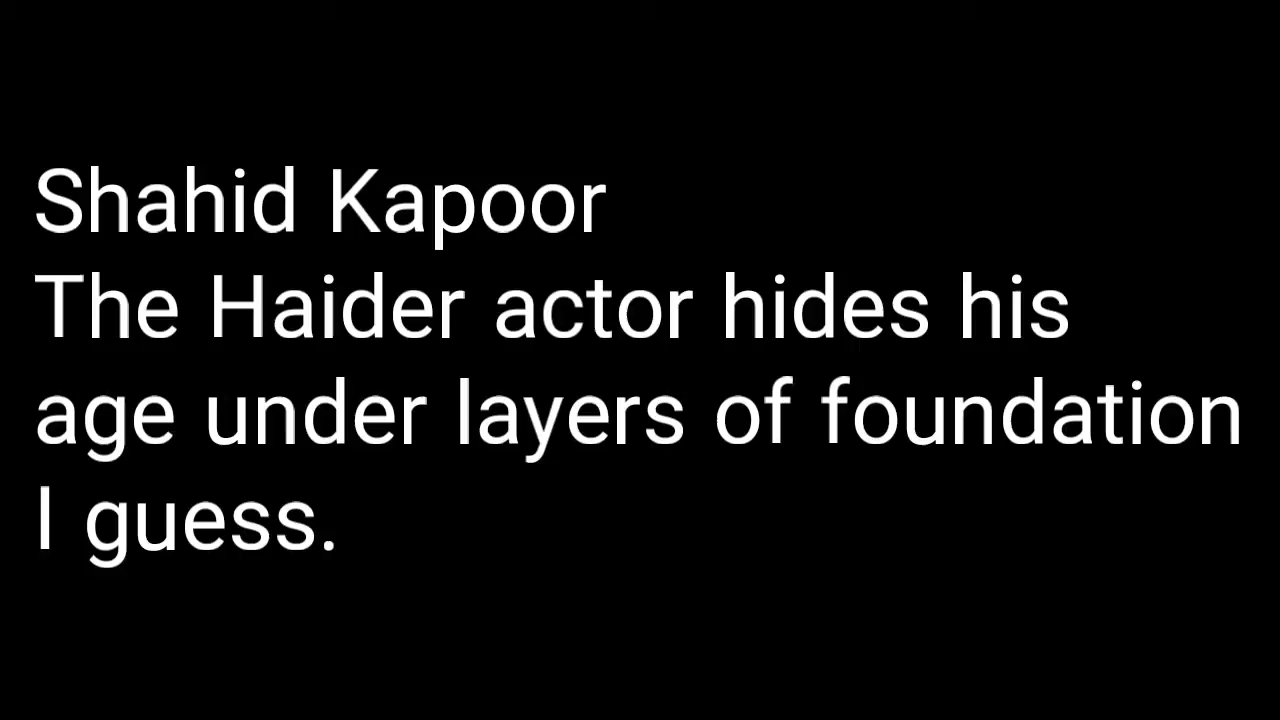 Shahid Kapoor
The Haider actor hides his
age under layers of foundation
I guess.